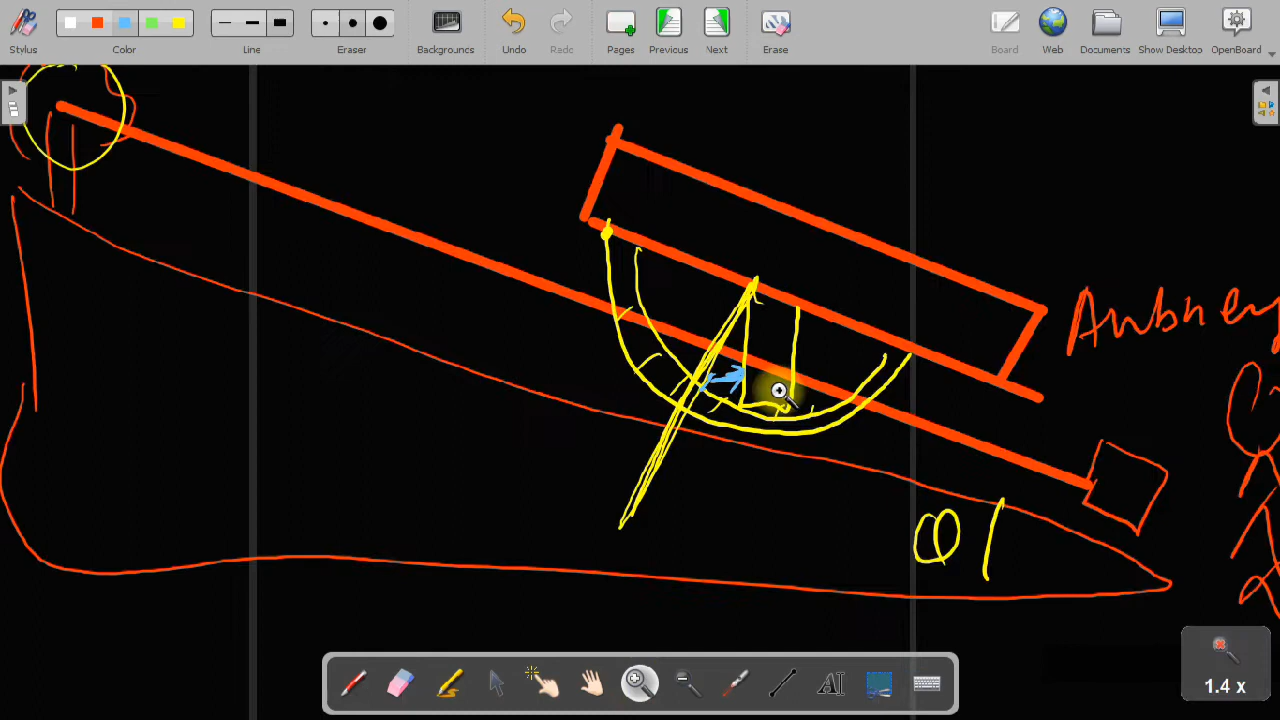 Stylus
Color
Line
Eraser
Backgrounds
Undo
Redo
Pages
Previous
Next
Erase
Board
Web
Documents
Show Desktop
OpenBoard
1.4 x